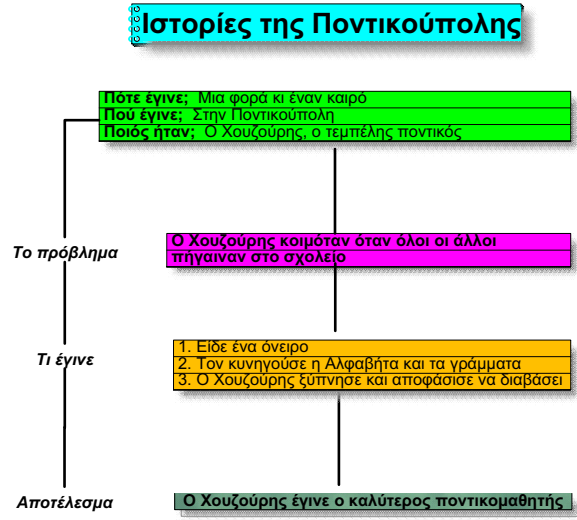 Ιστορίες της Ποντικούπολης
Πότε έγινε; Μια φορά κι έναν καιρό
Πού έγινε; Στην Ποντικούπολη
Ποιός ήταν; Ο Χουζούρης, ο τεμπέλης ποντικός
Το πρόβλημα
Ο Χουζούρης κοιμόταν όταν όλοι οι άλλοι
πήγαιναν στο σχολείο
Τι έγινε
1. Είδε ένα όνειρο
2. Τον κυνηγούσε η Αλφαβήτα και τα γράμματα
3. Ο Χουζούρης ξύπνησε και αποφάσισε να διαβάσει
Αποτέλεσμα
Ο Χουζούρης έγινε ο καλύτερος ποντικομαθητής